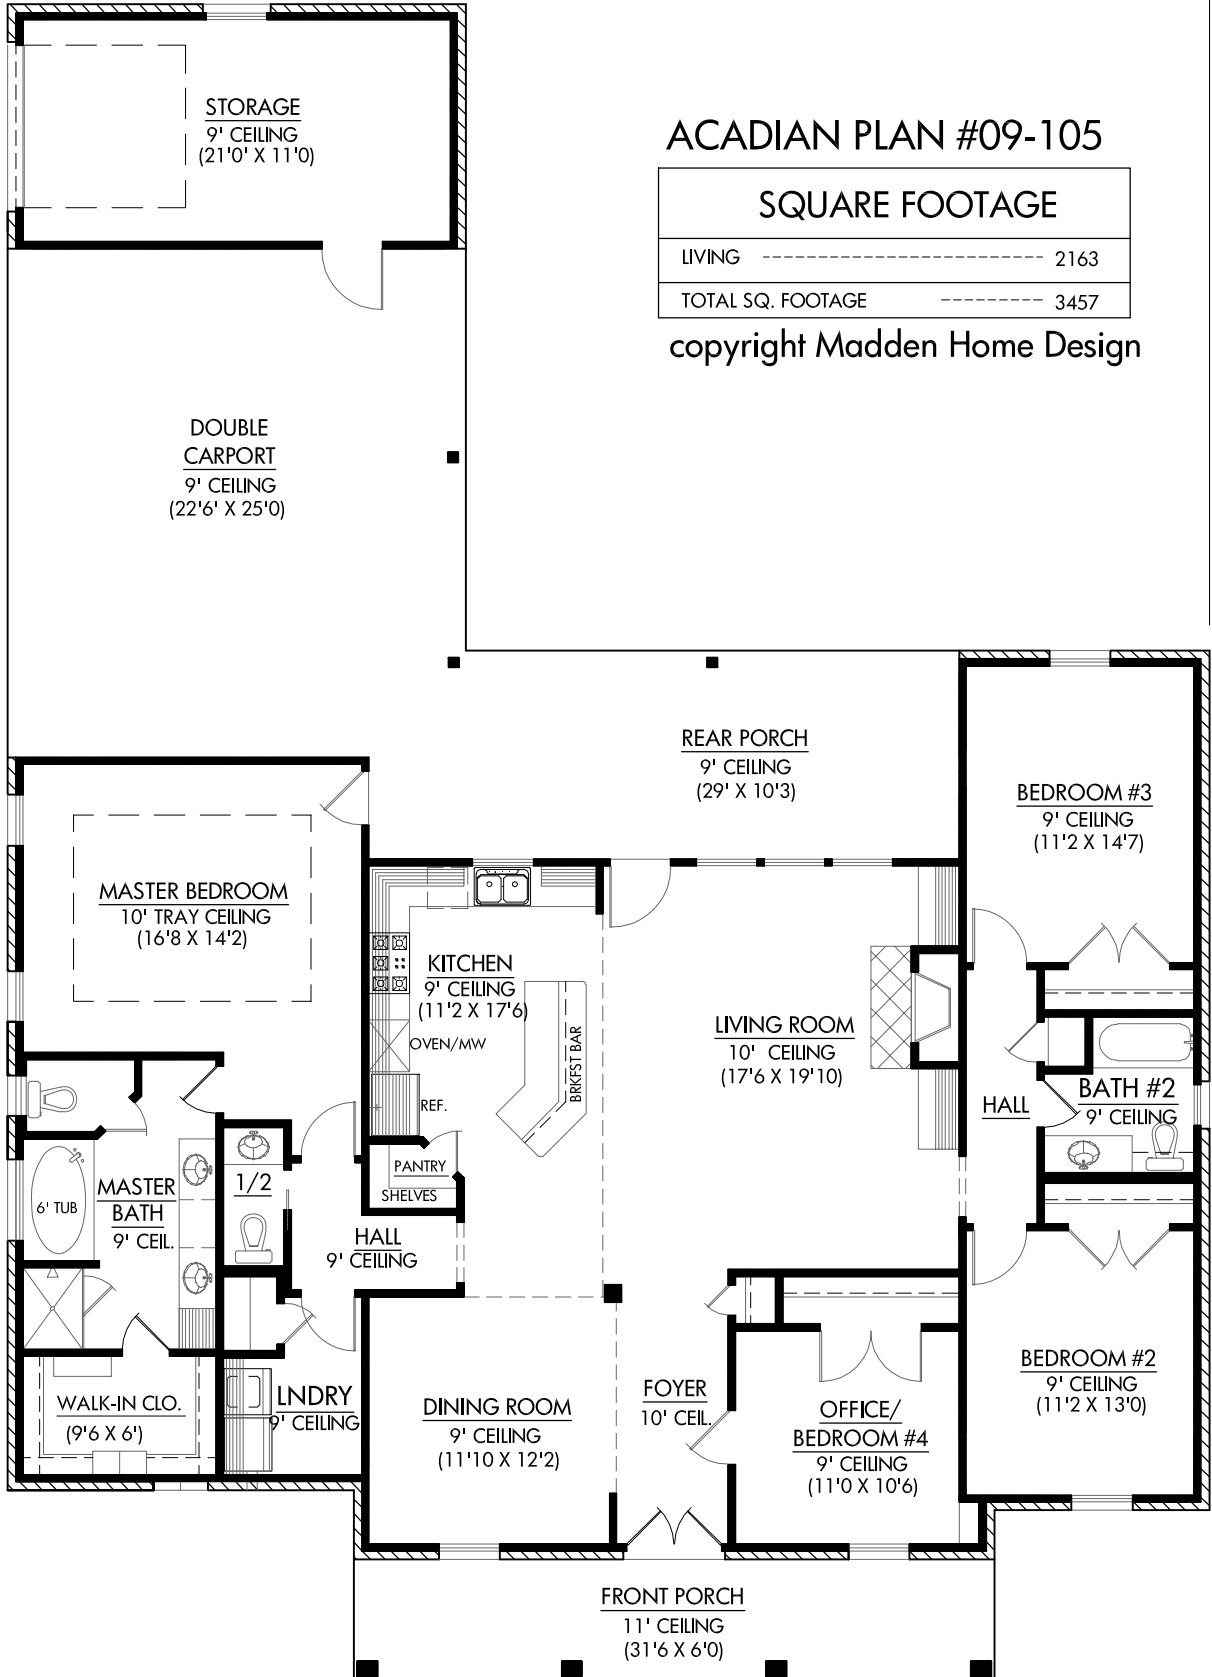 STORAGE
9' CEILING
(21'0' X 11'0)
ACADIAN PLAN #09-105
SQUARE FOOTAGE
LIVING ---------------------------- 2163
TOTAL SQ. FOOTAGE ---------- 3457
copyright Madden Home Design
DOUBLE
CARPORT
9' CEILING
(22'6' X 25'0)
REAR PORCH
9' CEILING
(29' X 10'3)
BEDROOM #3
9' CEILING
(11'2 X 14'7)
MASTER BEDROOM
10' TRAY CEILING
(16'8 X 14'2)
KITCHEN
9' CEILING
(11'2 X 17'6)
OVEN/MW
REF.
BRKFST BAR
PANTRY
SHELVES
LIVING ROOM
10' CEILING
(17'6 X 19'10)
HALL
BATH #2
9' CEILING
MASTER
BATH
9' CEIL.
6' TUB
1/2
HALL
9' CEILING
WALK-IN CLO.
(9'6 X 6')
LNDRY
9' CEILING
DINING ROOM
9' CEILING
(11'10 X 12'2)
FOYER
10' CEIL.
OFFICE/
BEDROOM #4
9' CEILING
(11'0 X 10'6)
BEDROOM #2
9' CEILING
(11'2 X 13'0)
FRONT PORCH
11' CEILING
(31'6 X 6'0)